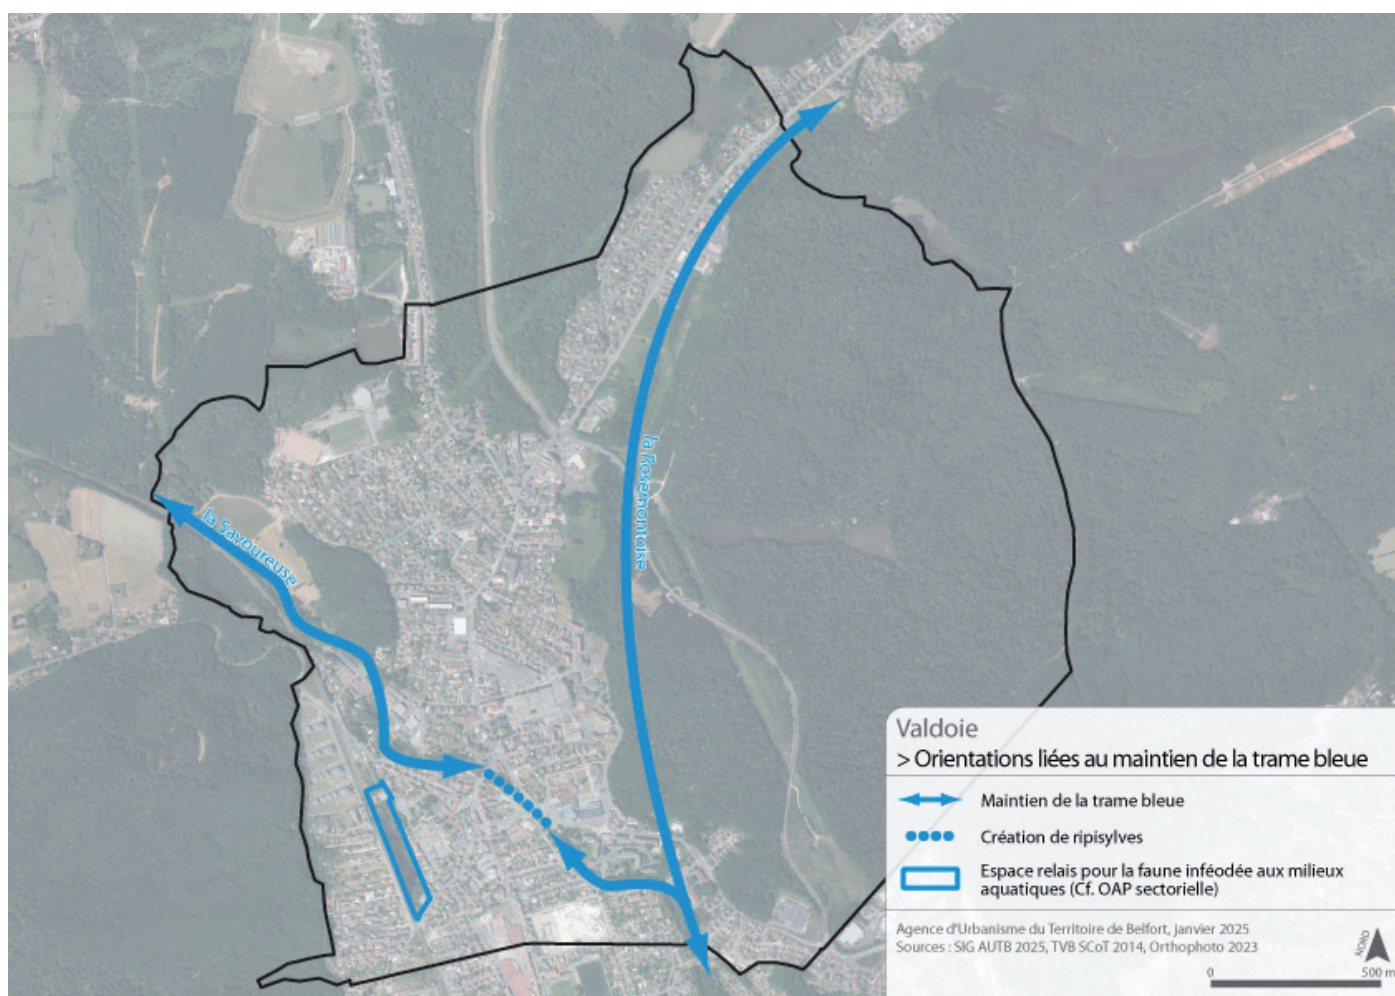 la Rosemontoise
la Savoureuse
Valdoie
> Orientations liées au maintien de la trame bleue
Maintien de la trame bleue
Création de ripisylves
Espace relais pour la faune inféodée aux milieux
aquatiques (Cf. OAP sectorielle)
Agence d'Urbanisme du Territoire de Belfort, janvier 2025
Sources : SIG AUTB 2025, TVB SCoT 2014, Orthophoto 2023
NORD
0 500 m